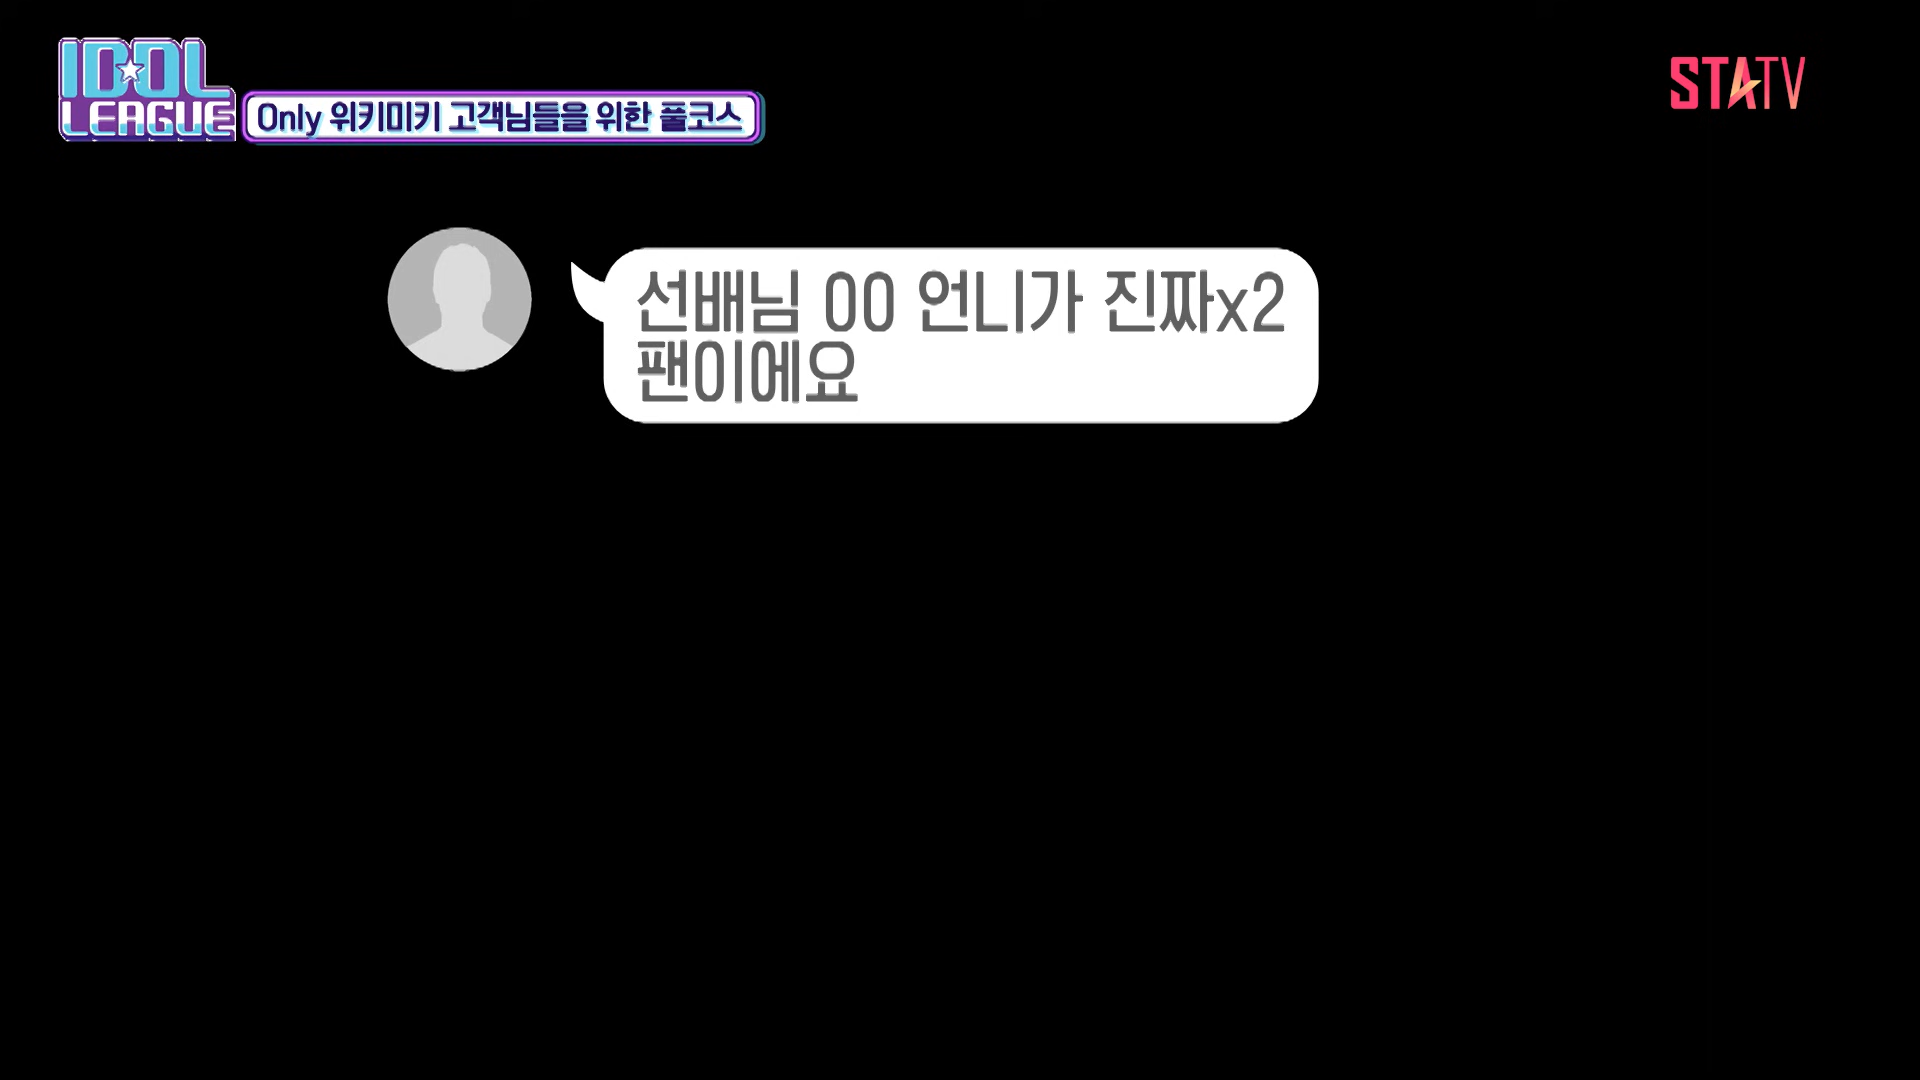 IDOL
LEAGUE
Only 위키미키 고객님들을 위한 풀코스
STATV
선배님 00 언니가 진짜x2
팬이에요